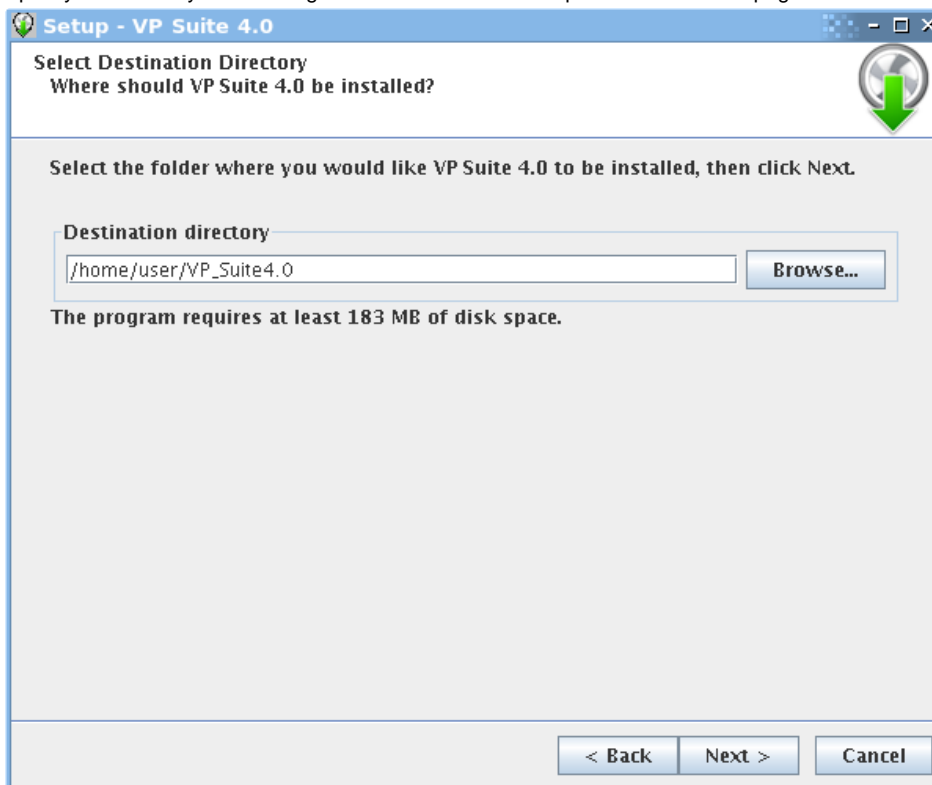 Setup - VP Suite 4.0
Select Destination Directory
Where should VP Suite 4.0 be installed?
Select the folder where you would like VP Suite 4.0 to be installed, then click Next.
Destination directory
/home/user/VP_Suite4.0
Browse...
The program requires at least 183 MB of disk space.
< Back
Next >
Cancel